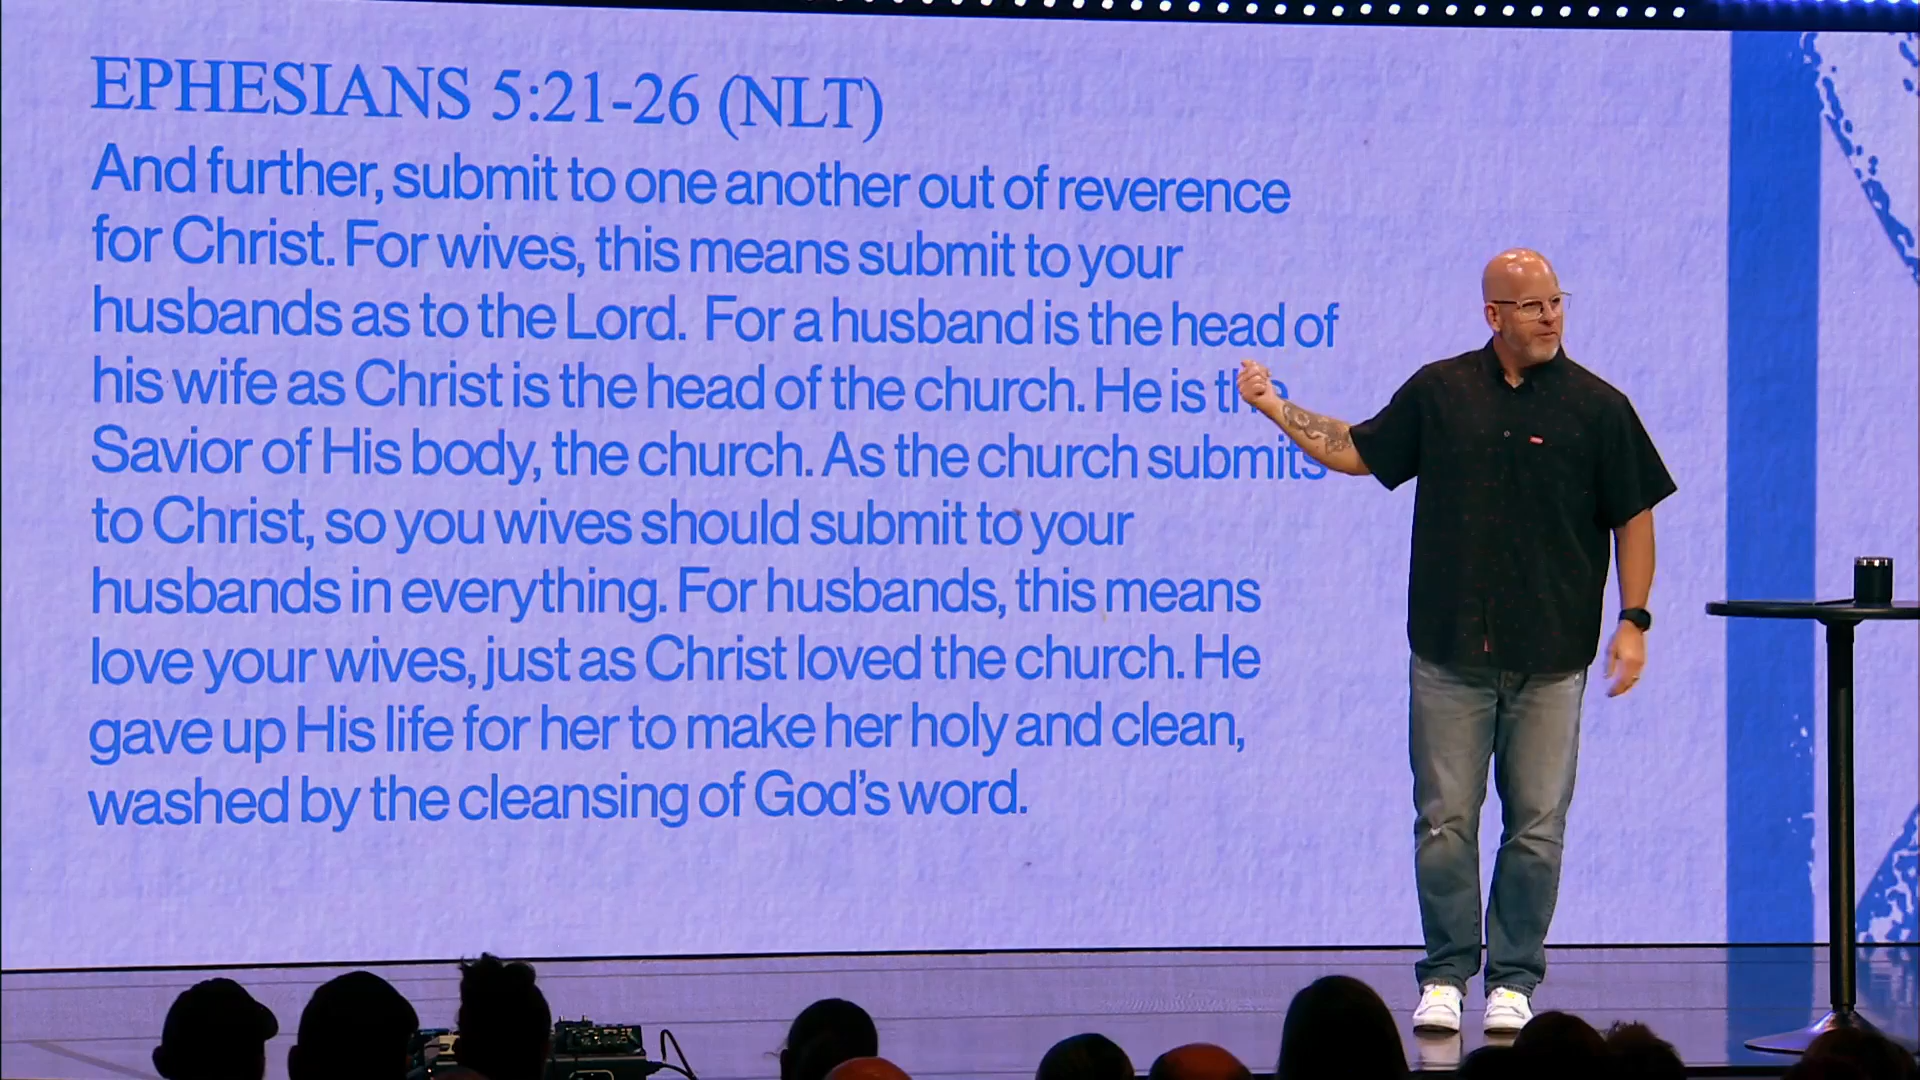 EPHESIANS 5:21-26 (NLT)
And further, submit to one another out of reverence
for Christ. For wives, this means submit to your
husbands as to the Lord. For a husband is the head of
his wife as Christ is the head of the church. He is the
Savior of His body, the church. As the church submits
to Christ, so you wives should submit to your
husbands in everything. For husbands, this means
love your wives, just as Christ loved the church. He
gave up His life for her to make her holy and clean,
washed by the cleansing of God's word.